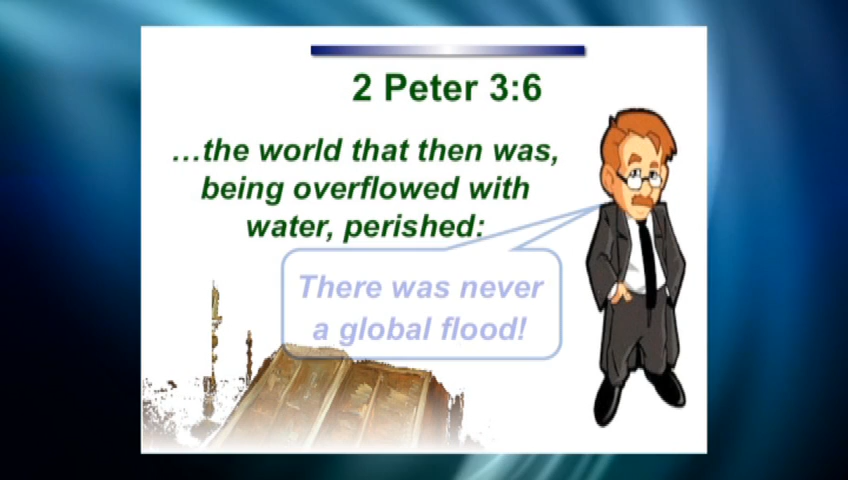 2 Peter 3:6
…the world that then was,
being overflowed with
water, perished:
There was never
a global flood!